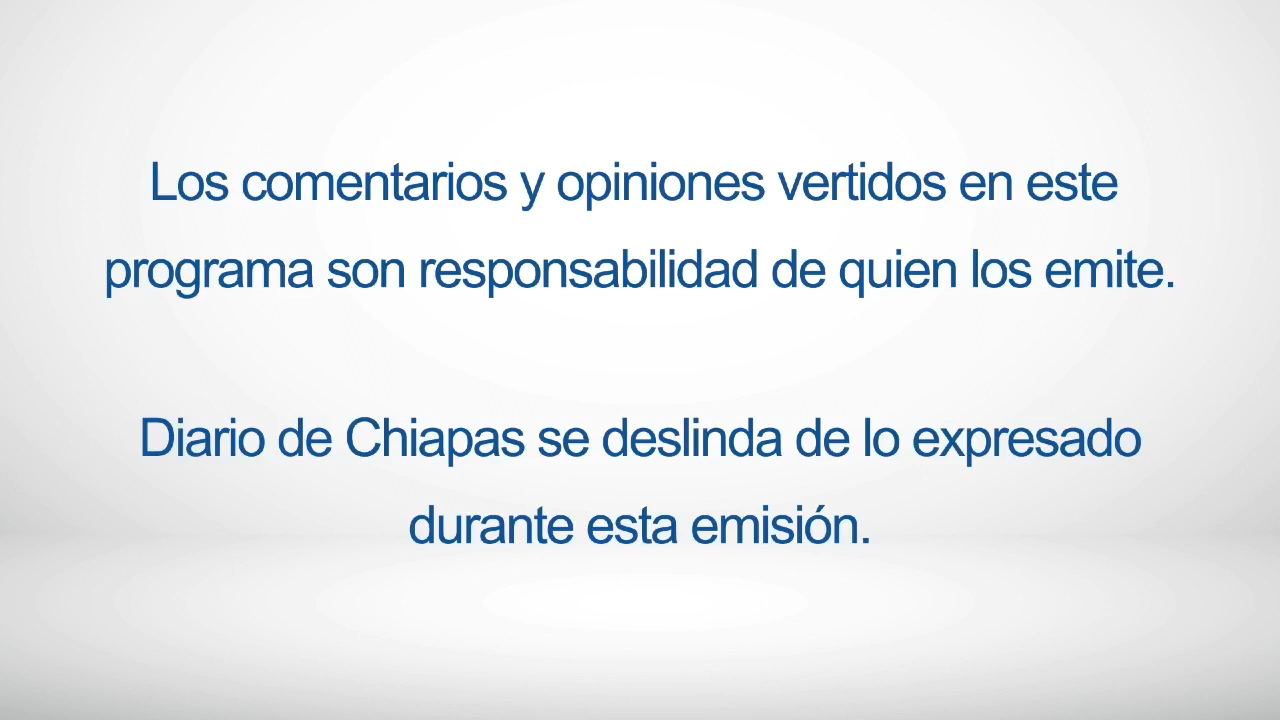 Los comentarios y opiniones vertidos en este
programa son responsabilidad de quien los emite.
Diario de Chiapas se deslinda de lo expresado
durante esta emisión.